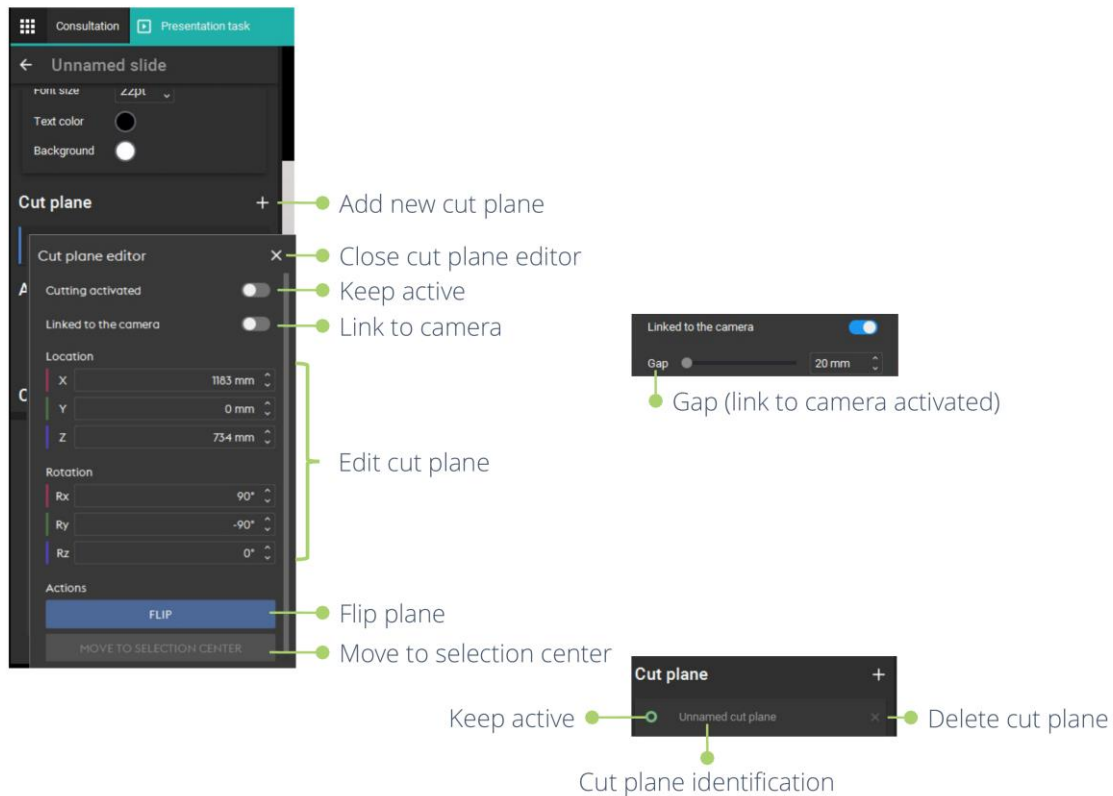 Consultation Presentation task
Unnamed slide
Font size 22pt
Text color
Background
Cut plane + Add new cut plane
Cut plane editor × Close cut plane editor
Cutting activated Keep active
Linked to the camera Link to camera
Location
X 1183 mm
Y 0 mm
Z 734 mm
Edit cut plane
Rotation
Rx 90°
Ry -90°
Rz 0°
Actions
FLIP Flip plane
MOVE TO SELECTION CENTER Move to selection center
A
C
Linked to the camera
Gap 20 mm
Gap (link to camera activated)
Cut plane +
Keep active Unnamed cut plane × Delete cut plane
Cut plane identification